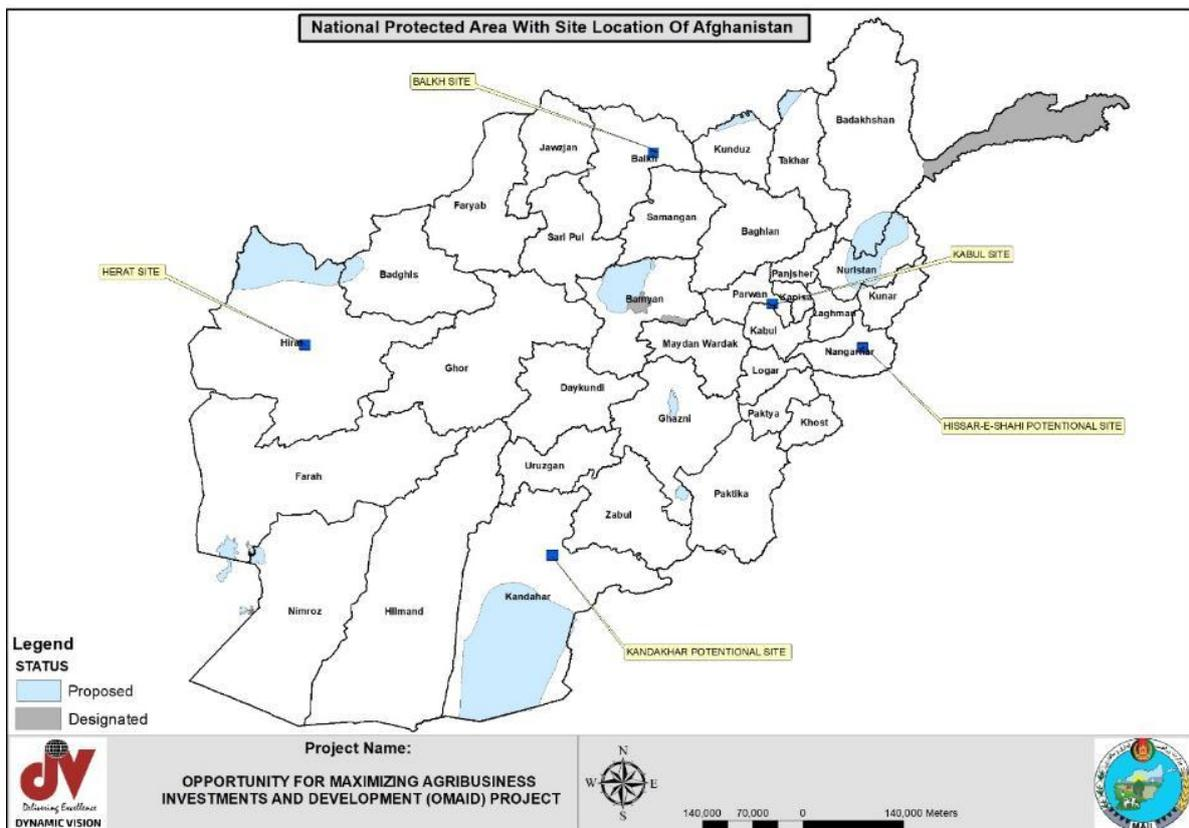 National Protected Area With Site Location Of Afghanistan
BALKH SITE
Badakhshan
Jawzjan
Balkh
Kunduz
Takhar
Faryab
Samangan
Sari Pul
Baghlan
HERAT SITE
Badghis
Panjsher
Nuristan
KABUL SITE
Bamyan
Parwan
Kapisa
Kunar
Laghman
Hirat
Kabul
Maydan Wardak
Nangarhar
Ghor
Logar
Daykundi
Ghazni
Paktya
Khost
HISSAR-E-SHAHI POTENTIONAL SITE
Uruzgan
Farah
Paktika
Zabul
Kandahar
Nimroz
Hilmand
KANDAKHAR POTENTIAL SITE
Legend
STATUS
Proposed
Designated
Project Name:
OPPORTUNITY FOR MAXIMIZING AGRIBUSINESS
INVESTMENTS AND DEVELOPMENT (OMAID) PROJECT
dv
Delivering Excellence
DYNAMIC VISION
N
W E
S
140,000 70,000 0 140,000 Meters
MAIL